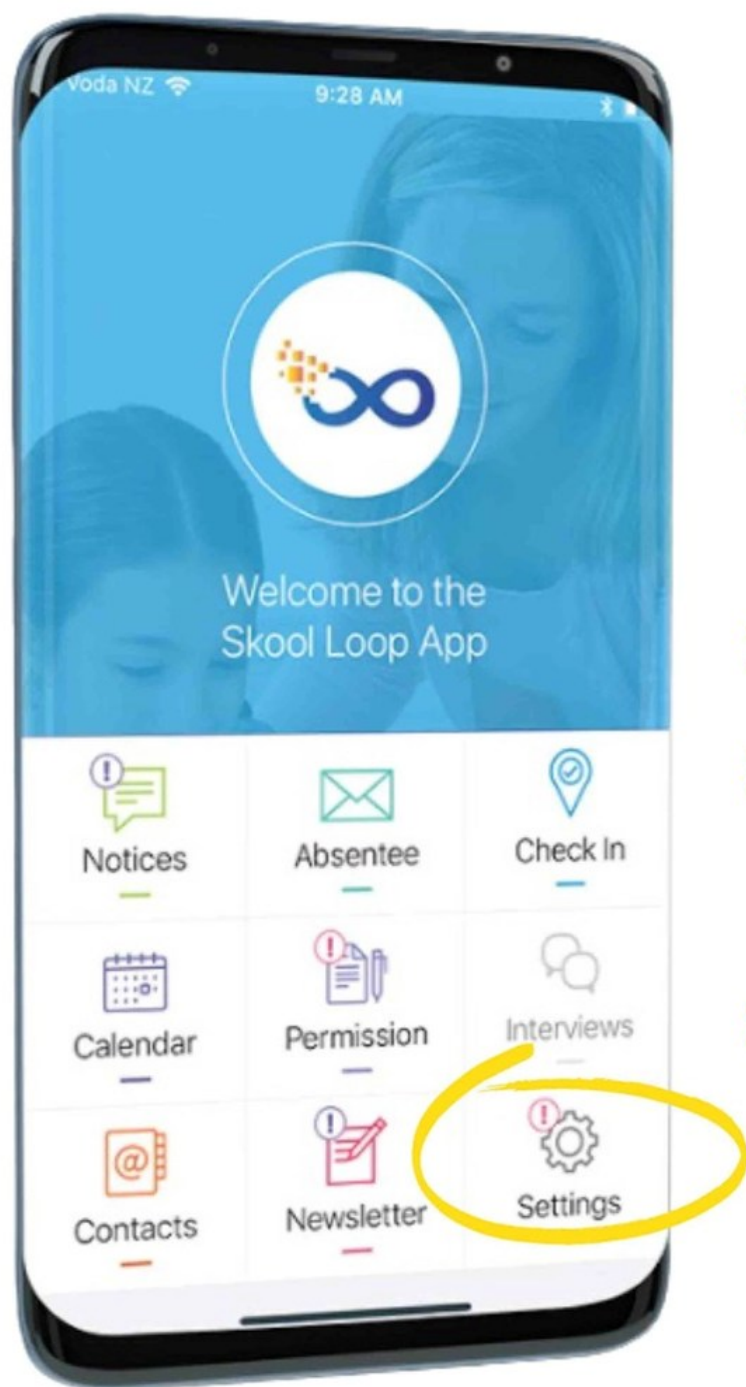 Voda NZ 9:28 AM
Welcome to the
Skool Loop App
Notices Absentee Check In
Calendar Permission Interviews
Contacts Newsletter Settings